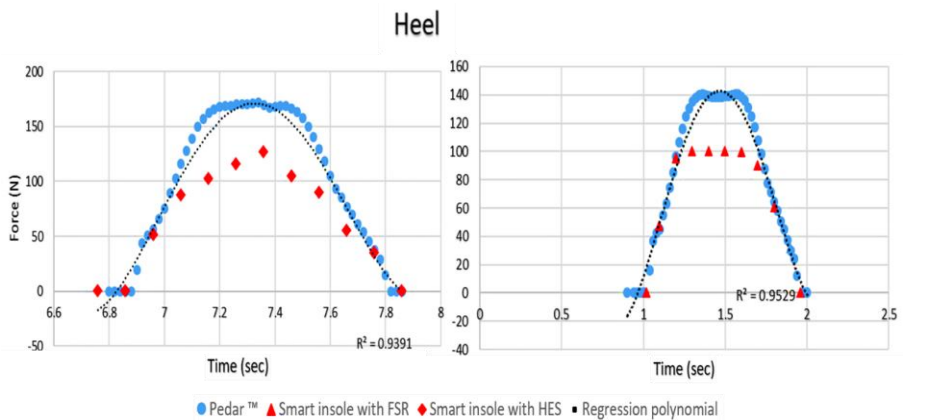 Heel
200
150
100
50
0
-50
6.6 6.8 7 7.2 7.4 7.6 7.8 8
Force (N)
Time (sec)
R² = 0.9391
160
140
120
100
80
60
40
20
0
-20
-40
0 0.5 1 1.5 2 2.5
R² = 0.9529
Time (sec)
Pedar ™ Smart insole with FSR Smart insole with HES Regression polynomial